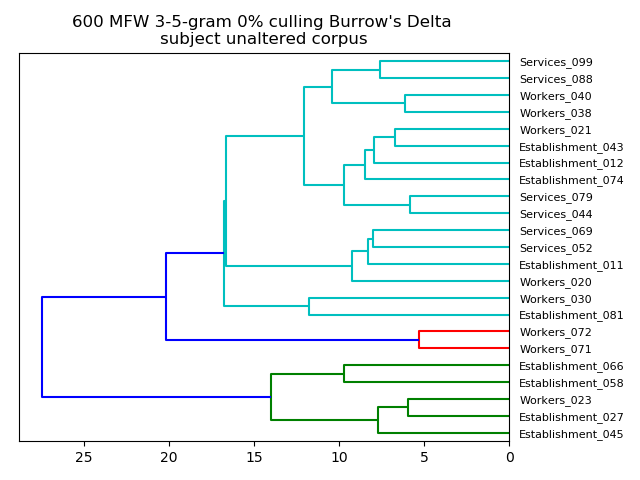 600 MFW 3-5-gram 0% culling Burrow's Delta
subject unaltered corpus
Services_099
Services_088
Workers_040
Workers_038
Workers_021
Establishment_043
Establishment_012
Establishment_074
Services_079
Services_044
Services_069
Services_052
Establishment_011
Workers_020
Workers_030
Establishment_081
Workers_072
Workers_071
Establishment_066
Establishment_058
Workers_023
Establishment_027
Establishment_045
25 20 15 10 5 0